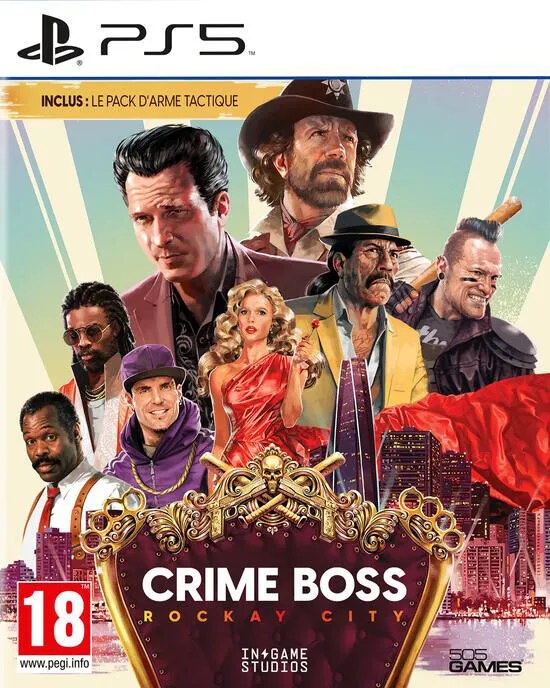 PS5
INCLUS : LE PACK D'ARME TACTIQUE
CRIME BOSS
ROCKAY CITY
18
www.pegi.info
IN GAME
STUDIOS
505
GAMES